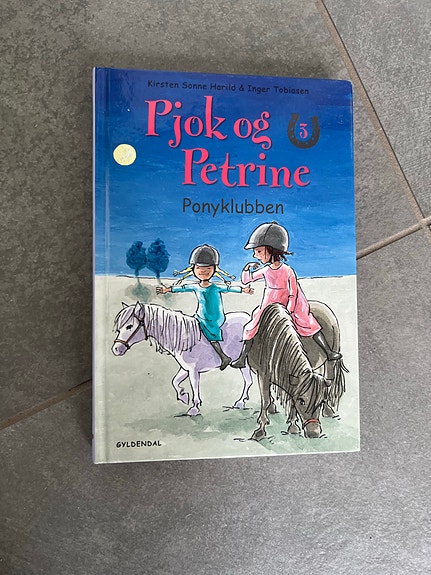 Kirsten Sonne Harild & Inger Tobiasen
Pjok og
3
Petrine
Ponyklubben
GYLDENDAL